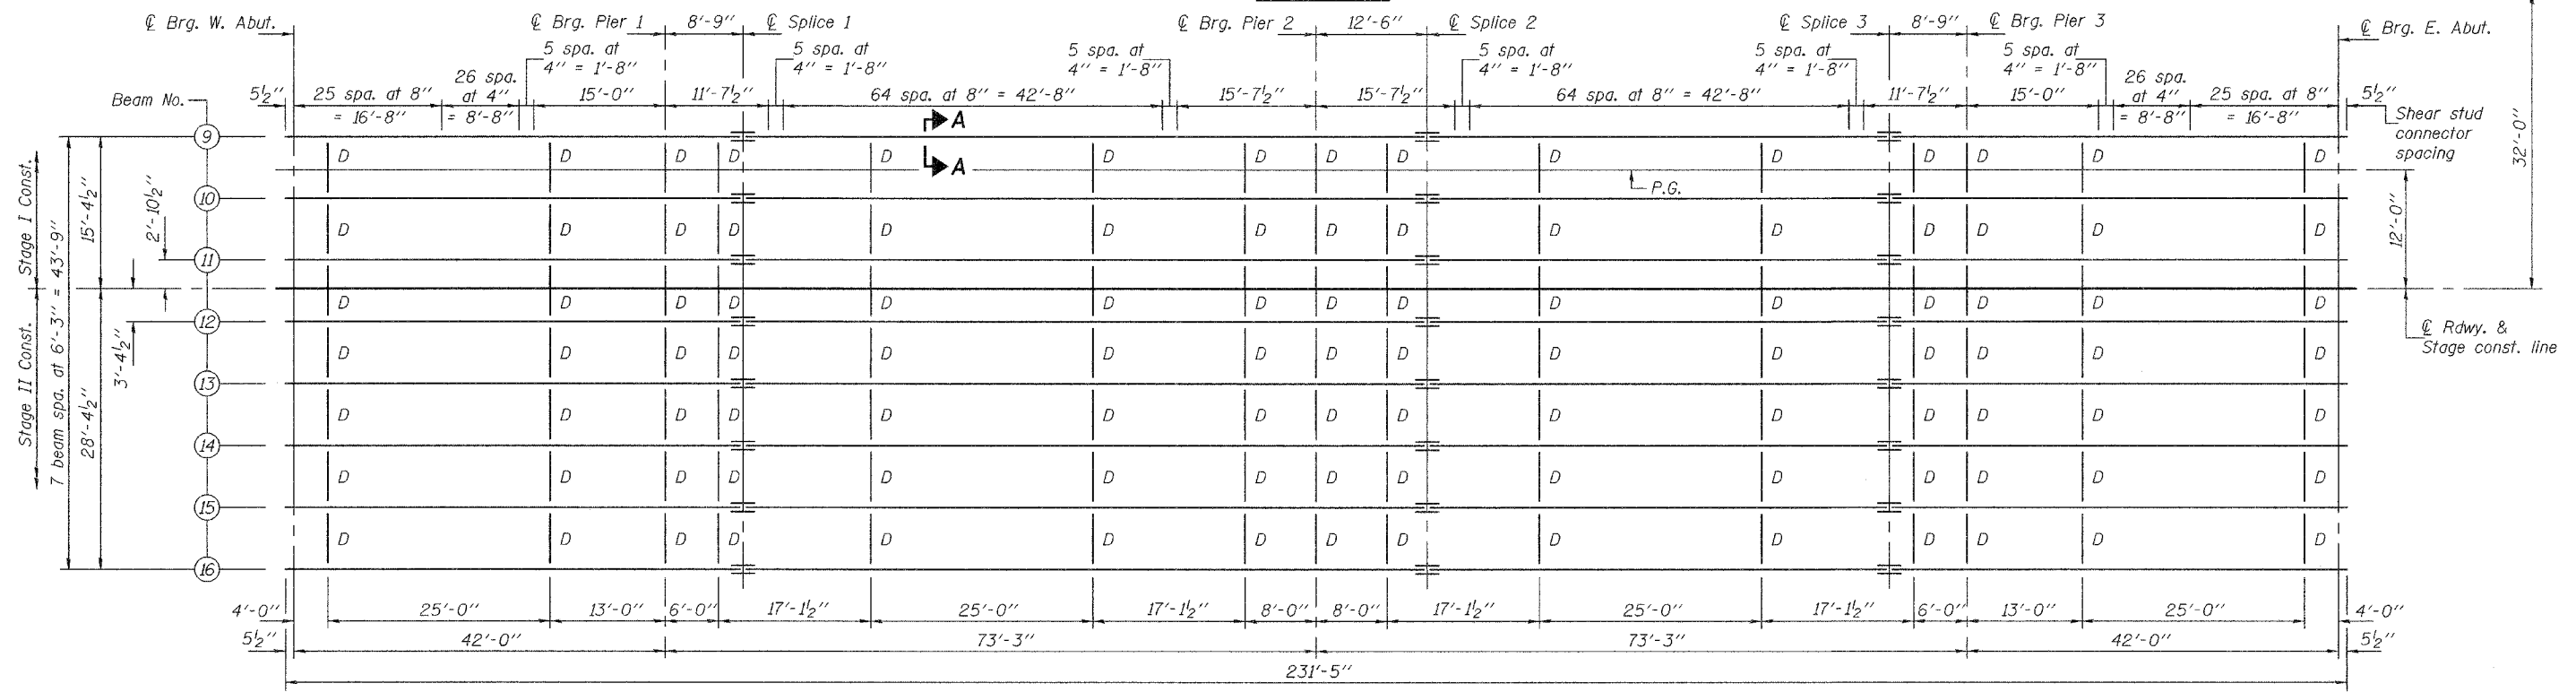 ℄ Brg. W. Abut.
℄ Brg. Pier 1
8'-9"
℄ Splice 1
℄ Brg. Pier 2
12'-6"
℄ Splice 2
℄ Splice 3
8'-9"
℄ Brg. Pier 3
℄ Brg. E. Abut.
5 spa. at
4" = 1'-8"
5 spa. at
4" = 1'-8"
5 spa. at
4" = 1'-8"
5 spa. at
4" = 1'-8"
5 spa. at
4" = 1'-8"
5 spa. at
4" = 1'-8"
Beam No.
5½"
25 spa. at 8"
= 16'-8"
26 spa.
at 4"
= 8'-8"
15'-0"
11'-7½"
64 spa. at 8" = 42'-8"
15'-7½"
15'-7½"
64 spa. at 8" = 42'-8"
11'-7½"
15'-0"
26 spa.
at 4"
= 8'-8"
25 spa. at 8"
= 16'-8"
5½"
Shear stud
connector
spacing
32'-0"
A
A
9
D D D D D D D D D D D D D D D
P.G.
10
D D D D D D D D D D D D D D D
11
D D D D D D D D D D D D D D D
12
D D D D D D D D D D D D D D D
13
D D D D D D D D D D D D D D D
14
D D D D D D D D D D D D D D D
15
D D D D D D D D D D D D D D D
16
Stage I Const.
Stage II Const.
7 beam spa. at 6'-3" = 43'-9"
15'-4½"
28'-4½"
2'-10½"
3'-4½"
12'-0"
℄ Rdwy. &
Stage const. line
4'-0"
25'-0"
13'-0"
6'-0"
17'-1½"
25'-0"
17'-1½"
8'-0"
8'-0"
17'-1½"
25'-0"
17'-1½"
6'-0"
13'-0"
25'-0"
4'-0"
5½"
42'-0"
73'-3"
73'-3"
42'-0"
5½"
231'-5"